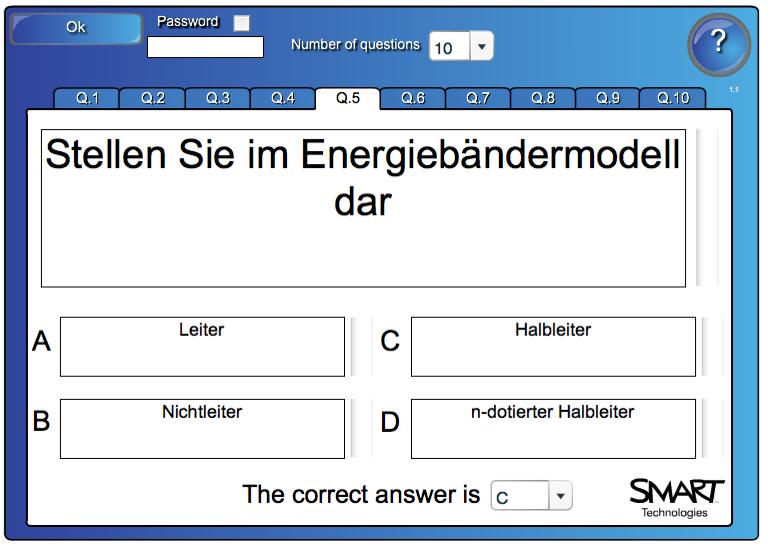 Ok
Password
Number of questions 10
?
1.1
Q.1 Q.2 Q.3 Q.4 Q.5 Q.6 Q.7 Q.8 Q.9 Q.10
Stellen Sie im Energiebändermodell
dar
A Leiter
C Halbleiter
B Nichtleiter
D n-dotierter Halbleiter
The correct answer is C
SMART
Technologies